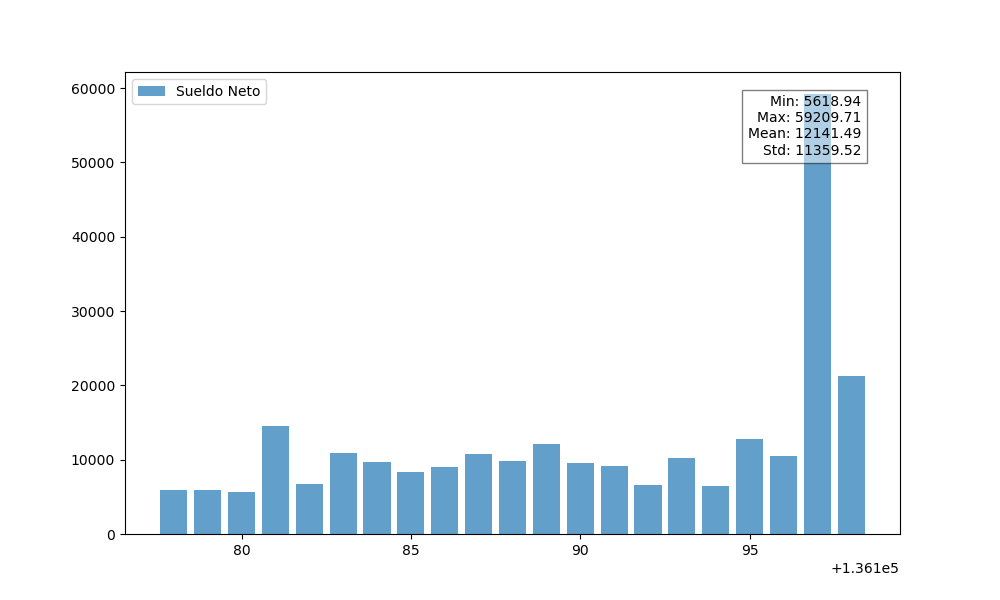 Sueldo Neto
Min: 5618.94
Max: 59209.71
Mean: 12141.49
Std: 11359.52
60000
50000
40000
30000
20000
10000
0
80
85
90
95
+1.361e5